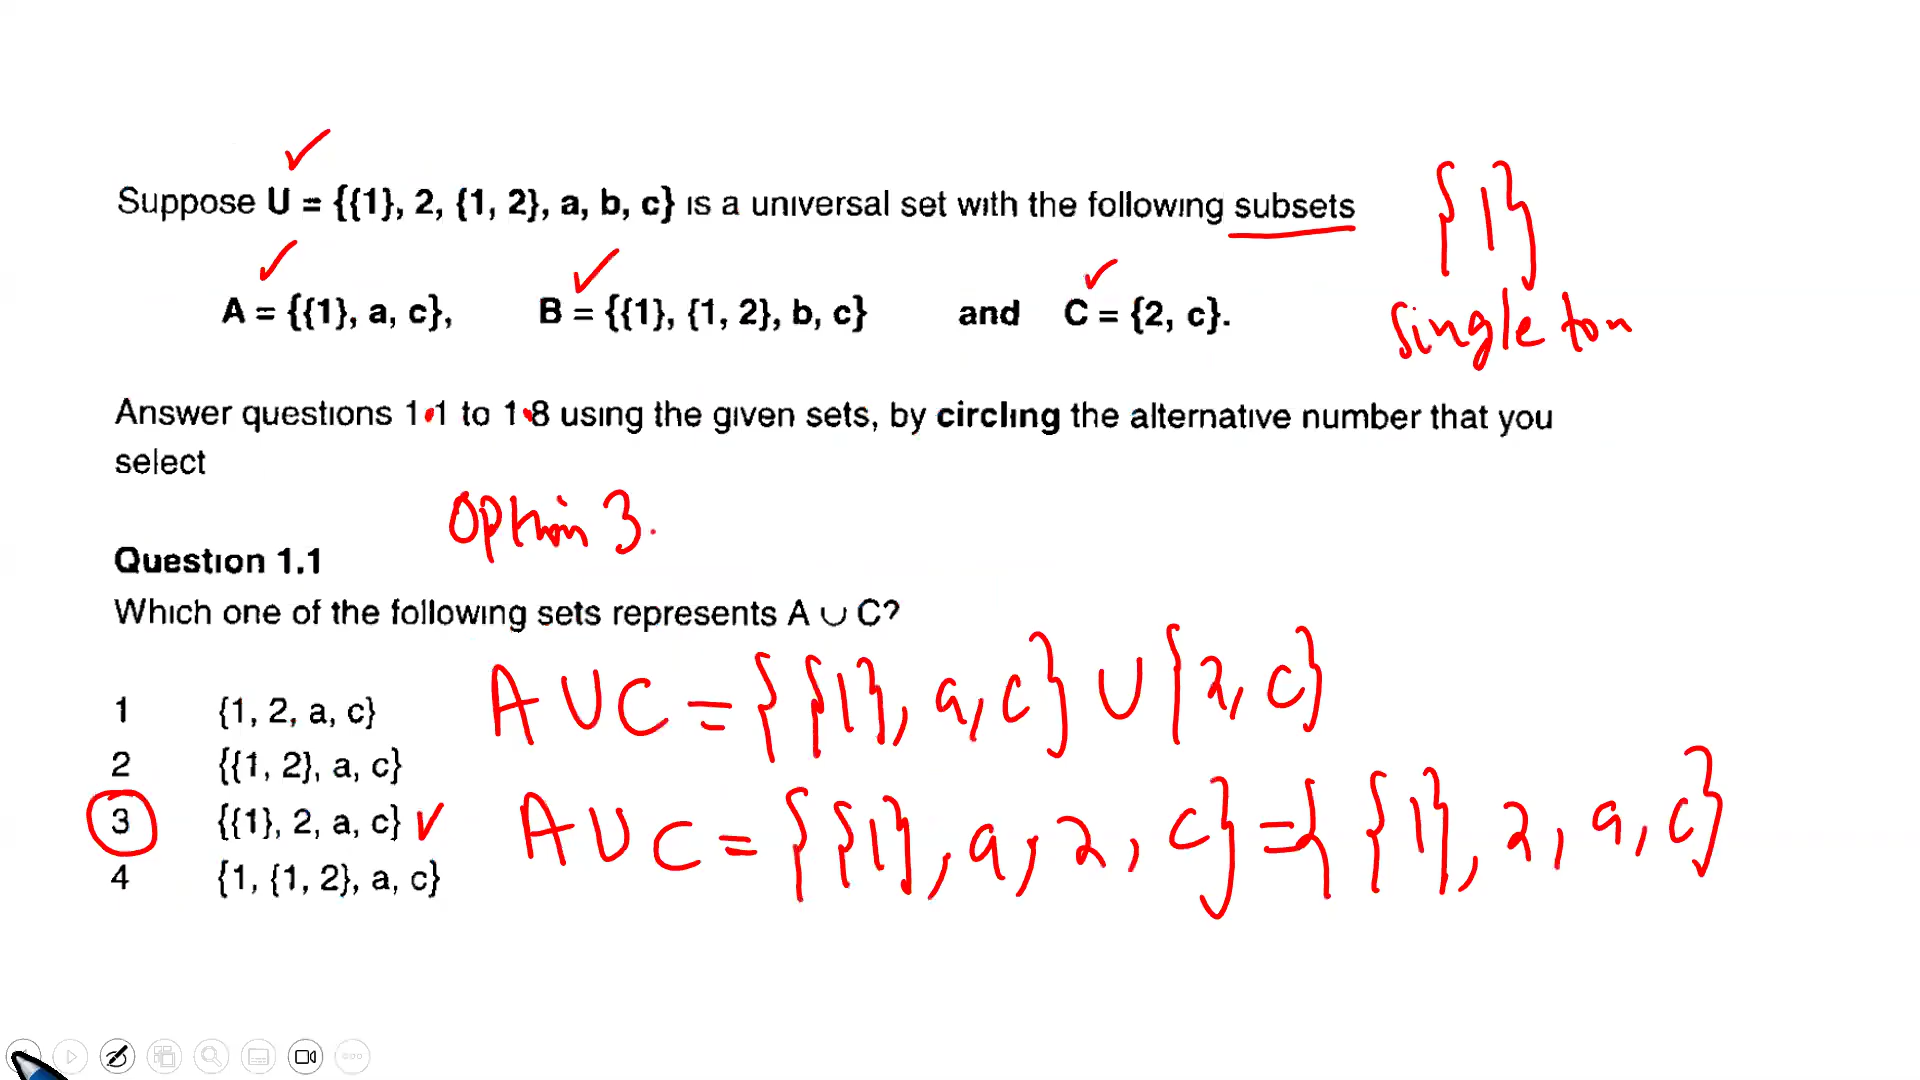 Suppose U = {{1}, 2, {1, 2}, a, b, c} is a universal set with the following subsets
{1}
A = {{1}, a, c}, B = {{1}, {1, 2}, b, c} and C = {2, c}.
singleton
Answer questions 1.1 to 1.8 using the given sets, by circling the alternative number that you
select
Option 3.
Question 1.1
Which one of the following sets represents A ∪ C?
A ∪ C = {{1}, a, c} ∪ {2, c}
1 {1, 2, a, c}
2 {{1, 2}, a, c}
3 {{1}, 2, a, c} ✓
A ∪ C = {{1}, a, 2, c} = {{1}, 2, a, c}
4 {1, {1, 2}, a, c}